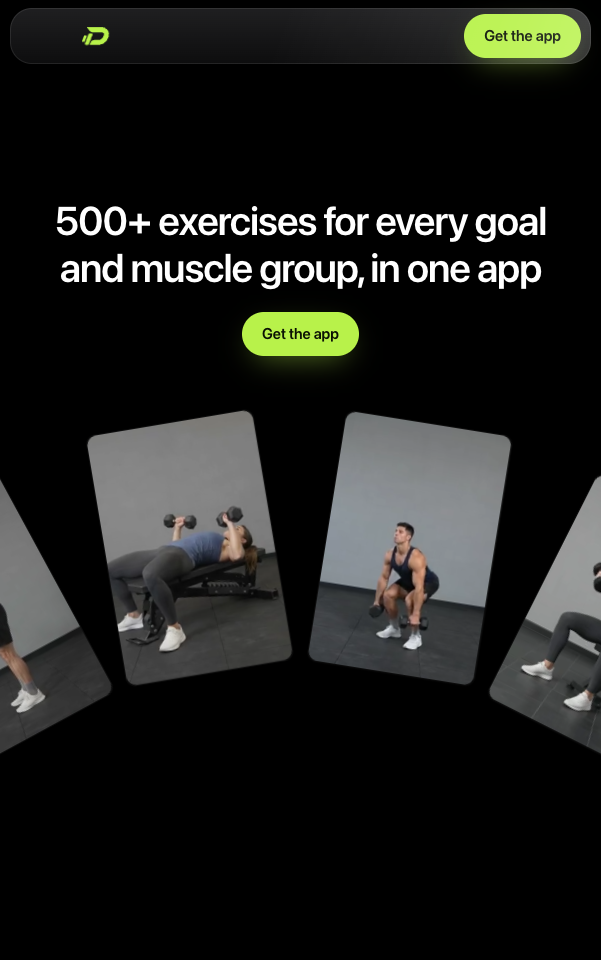 Get the app
500+ exercises for every goal
and muscle group, in one app
Get the app